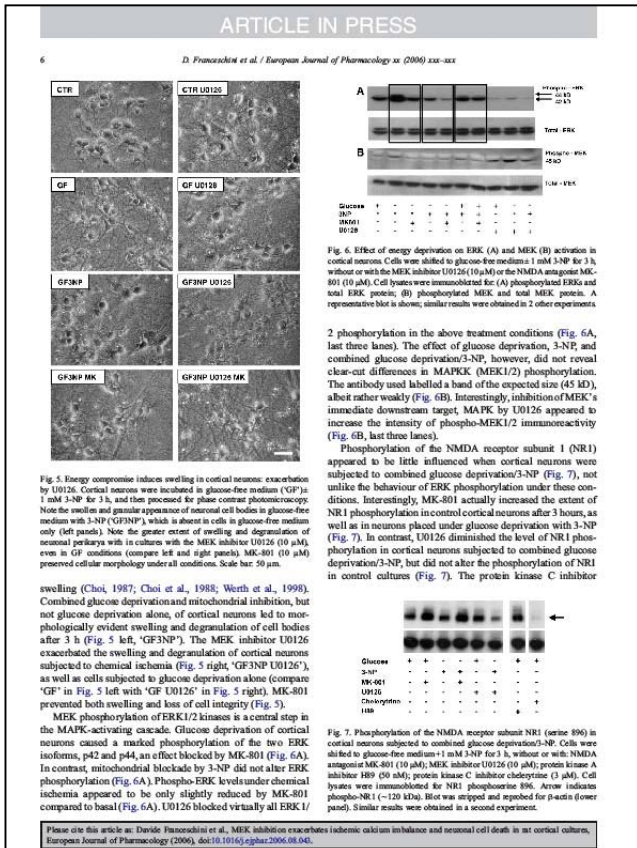 ARTICLE IN PRESS
6
D. Franceschini et al. / European Journal of Pharmacology xx (2006) xxx–xxx
CTR
CTR U0126
GF
GF U0126
GF3NP
GF3NP U0126
GF3NP MK
GF3NP U0126 MK
Fig. 5. Energy compromise induces swelling in cortical neurons: exacerbation
by U0126. Cortical neurons were incubated in glucose-free medium ('GF')±
1 mM 3-NP for 3 h, and then processed for phase contrast photomicroscopy.
Note the swollen and granular appearance of neuronal cell bodies in glucose-free
medium with 3-NP ('GF3NP'), which is absent in cells in glucose-free medium
only (left panels). Note the greater extent of swelling and degranulation of
neuronal perikarya with in cultures with the MEK inhibitor U0126 (10 μM),
even in GF conditions (compare left and right panels). MK-801 (10 μM)
preserved cellular morphology under all conditions. Scale bar: 50 μm.
swelling (Choi, 1987; Choi et al., 1988; Werth et al., 1998).
Combined glucose deprivation and mitochondrial inhibition, but
not glucose deprivation alone, of cortical neurons led to mor-
phologically evident swelling and degranulation of cell bodies
after 3 h (Fig. 5 left, 'GF3NP'). The MEK inhibitor U0126
exacerbated the swelling and degranulation of cortical neurons
subjected to chemical ischemia (Fig. 5 right, 'GF3NP U0126'),
as well as cells subjected to glucose deprivation alone (compare
'GF' in Fig. 5 left with 'GF U0126' in Fig. 5 right). MK-801
prevented both swelling and loss of cell integrity (Fig. 5).
MEK phosphorylation of ERK1/2 kinases is a central step in
the MAPK-activating cascade. Glucose deprivation of cortical
neurons caused a marked phosphorylation of the two ERK
isoforms, p42 and p44, an effect blocked by MK-801 (Fig. 6A).
In contrast, mitochondrial blockade by 3-NP did not alter ERK
phosphorylation (Fig. 6A). Phospho-ERK levels under chemical
ischemia appeared to be only slightly reduced by MK-801
compared to basal (Fig. 6A). U0126 blocked virtually all ERK1/
A
Phospho - ERK
44 kD
42 kD
Total - ERK
B
Phospho - MEK
45 kD
Total - MEK
Glucose
3NP
MK801
U0126
Fig. 6. Effect of energy deprivation on ERK (A) and MEK (B) activation in
cortical neurons. Cells were shifted to glucose-free medium± 1 mM 3-NP for 3 h,
without or with the MEK inhibitor U0126 (10 μM) or the NMDA antagonist MK-
801 (10 μM). Cell lysates were immunoblotted for: (A) phosphorylated ERKs and
total ERK protein; (B) phosphorylated MEK and total MEK protein. A
representative blot is shown; similar results were obtained in 2 other experiments.
2 phosphorylation in the above treatment conditions (Fig. 6A,
last three lanes). The effect of glucose deprivation, 3-NP, and
combined glucose deprivation/3-NP, however, did not reveal
clear-cut differences in MAPKK (MEK1/2) phosphorylation.
The antibody used labelled a band of the expected size (45 kD),
albeit rather weakly (Fig. 6B). Interestingly, inhibition of MEK's
immediate downstream target, MAPK by U0126 appeared to
increase the intensity of phospho-MEK1/2 immunoreactivity
(Fig. 6B, last three lanes).
Phosphorylation of the NMDA receptor subunit 1 (NR1)
appeared to be little influenced when cortical neurons were
subjected to combined glucose deprivation/3-NP (Fig. 7), not
unlike the behaviour of ERK phosphorylation under these con-
ditions. Interestingly, MK-801 actually increased the extent of
NR1 phosphorylation in control cortical neurons after 3 hours, as
well as in neurons placed under glucose deprivation with 3-NP
(Fig. 7). In contrast, U0126 diminished the level of NR1 phos-
phorylation in cortical neurons subjected to combined glucose
deprivation/3-NP, but did not alter the phosphorylation of NR1
in control cultures (Fig. 7). The protein kinase C inhibitor
Glucose
3-NP
MK-801
U0126
Chelerytrine
H89
Fig. 7. Phosphorylation of the NMDA receptor subunit NR1 (serine 896) in
cortical neurons subjected to combined glucose deprivation/3-NP. Cells were
shifted to glucose-free medium+1 mM 3-NP for 3 h, without or with: NMDA
antagonist MK-801 (10 μM); MEK inhibitor U0126 (10 μM); protein kinase A
inhibitor H89 (50 nM); protein kinase C inhibitor chelerytrine (3 μM). Cell
lysates were immunoblotted for NR1 phosphoserine 896. Arrow indicates
phospho-NR1 (~120 kDa). Blot was stripped and reprobed for β-actin (lower
panel). Similar results were obtained in a second experiment.
Please cite this article as: Davide Franceschini et al., MEK inhibition exacerbates ischemic calcium imbalance and neuronal cell death in rat cortical cultures,
European Journal of Pharmacology (2006), doi:10.1016/j.ejphar.2006.08.043.